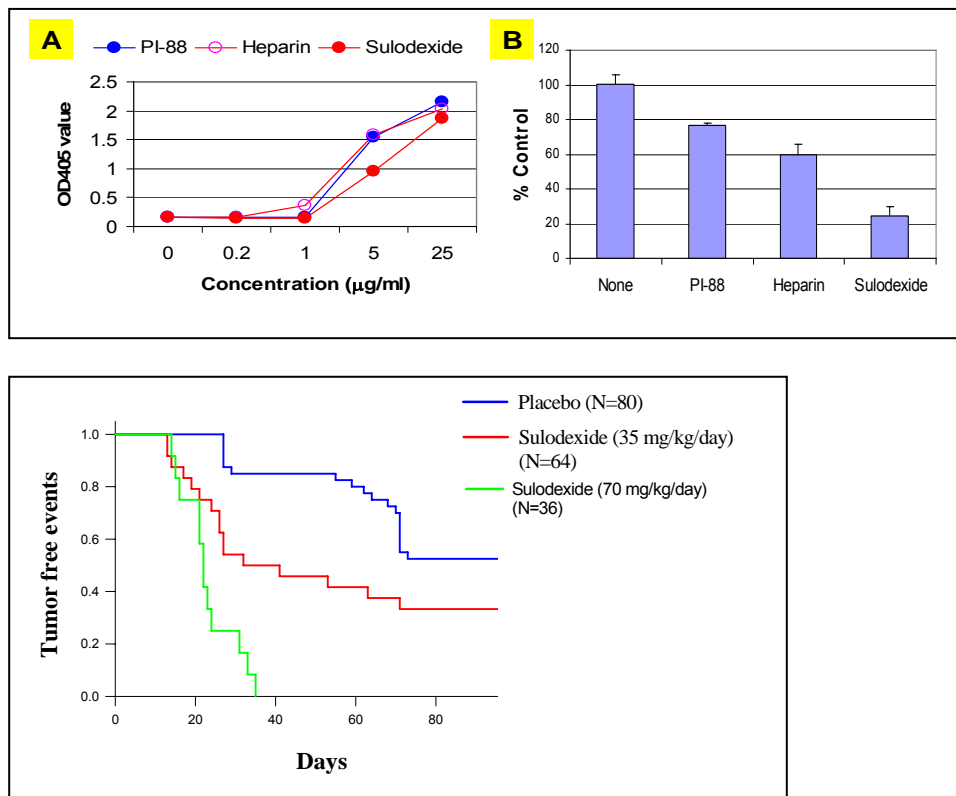 A
PI-88 Heparin Sulodexide
OD405 value
2.5
2
1.5
1
0.5
0
0 0.2 1 5 25
Concentration (μg/ml)
B
% Control
120
100
80
60
40
20
0
None PI-88 Heparin Sulodexide
Placebo (N=80)
Sulodexide (35 mg/kg/day)
(N=64)
Sulodexide (70 mg/kg/day)
(N=36)
Tumor free events
1.0
0.8
0.6
0.4
0.2
0.0
0 20 40 60 80
Days